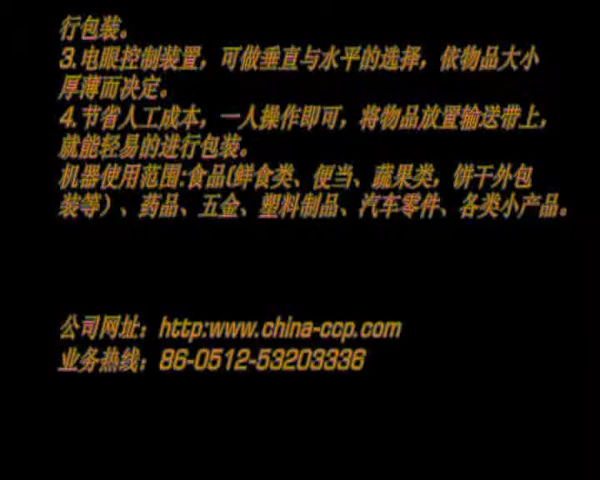 行包装。
3.电眼控制装置，可做垂直与水平的选择，依物品大小
厚薄而决定。
4.节省人工成本，一人操作即可，将物品放置输送带上，
就能轻易的进行包装。
机器使用范围:食品(鲜食类、便当、蔬果类，饼干外包
装等）、药品、五金、塑料制品、汽车零件、各类小产品。
公司网址：http:www.china-ccp.com
业务热线：86-0512-53203336